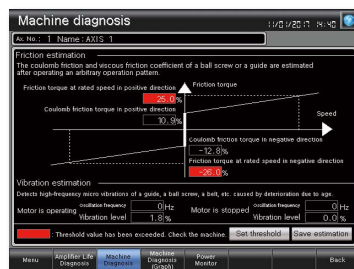 Machine diagnosis
Ax. No.: 1 Name: AXIS 1
Friction estimation
The coulomb friction and viscous friction coefficient of a ball screw or a guide are estimated
after operating an arbitrary operation pattern.
Friction torque at rated speed in positive direction
Friction torque
25.0%
Coulomb friction torque in positive direction
Speed
10.9%
Coulomb friction torque in negative direction
-12.8%
Friction torque at rated speed in negative direction
-26.0%
Vibration estimation
Detects high-frequency micro vibrations of a guide, a ball screw, a belt, etc. caused by deterioration due to age.
Motor is operating
Oscillation frequency 0 Hz
Vibration level 1.8%
Motor is stopped
Oscillation frequency 0 Hz
Vibration level 0.0%
: Threshold value has been exceeded. Check the machine.
Set threshold
Save estimation
Menu
Amplifier Life
Diagnosis
Machine
Diagnosis
Machine
Diagnosis
(Graph)
Power
Monitor
Back